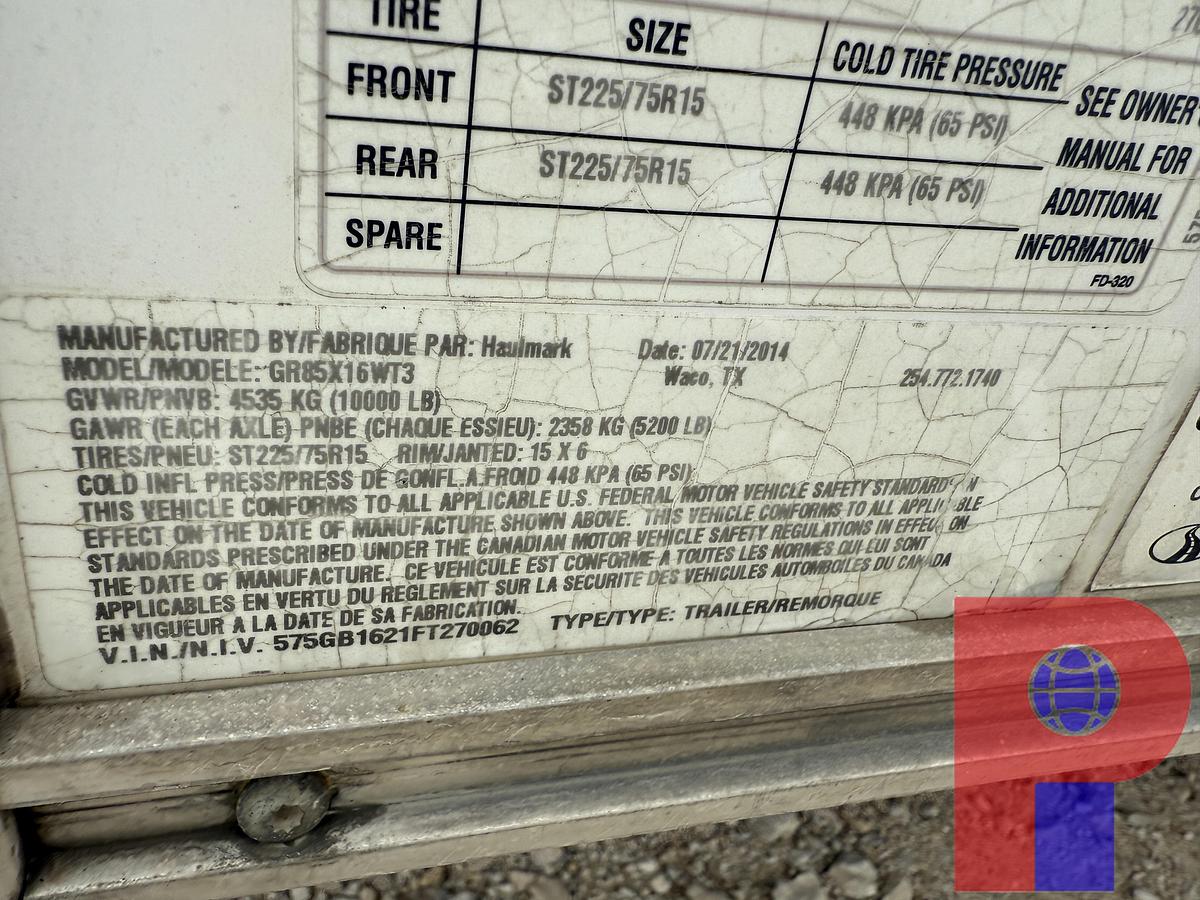 TIRE SIZE COLD TIRE PRESSURE
FRONT ST225/75R15 448 KPA (65 PSI)
REAR ST225/75R15 448 KPA (65 PSI)
SPARE
SEE OWNER'
MANUAL FOR
ADDITIONAL
INFORMATION
FD-320
MANUFACTURED BY/FABRIQUE PAR: Haulmark Date: 07/21/2014
MODEL/MODELE: GR85X16WT3 Waco, TX 254.772.1740
GVWR/PNVB: 4535 KG (10000 LB)
GAWR (EACH AXLE) PNBE (CHAQUE ESSIEU): 2358 KG (5200 LB)
TIRES/PNEU: ST225/75R15 RIM/JANTED: 15 X 6
COLD INFL PRESS/PRESS DE GONFL.A.FROID 448 KPA (65 PSI)
THIS VEHICLE CONFORMS TO ALL APPLICABLE U.S. FEDERAL MOTOR VEHICLE SAFETY STANDARDS IN
EFFECT ON THE DATE OF MANUFACTURE SHOWN ABOVE. THIS VEHICLE CONFORMS TO ALL APPLICABLE
STANDARDS PRESCRIBED UNDER THE CANADIAN MOTOR VEHICLE SAFETY REGULATIONS IN EFFECT ON
THE DATE OF MANUFACTURE. CE VEHICULE EST CONFORME A TOUTES LES NORMES QUI LUI SONT
APPLICABLES EN VERTU DU REGLEMENT SUR LA SECURITE DES VEHICULES AUTOMBOILES DU CANADA
EN VIGUEUR A LA DATE DE SA FABRICATION.
V.I.N./N.I.V. 575GB1621FT270062 TYPE/TYPE: TRAILER/REMORQUE